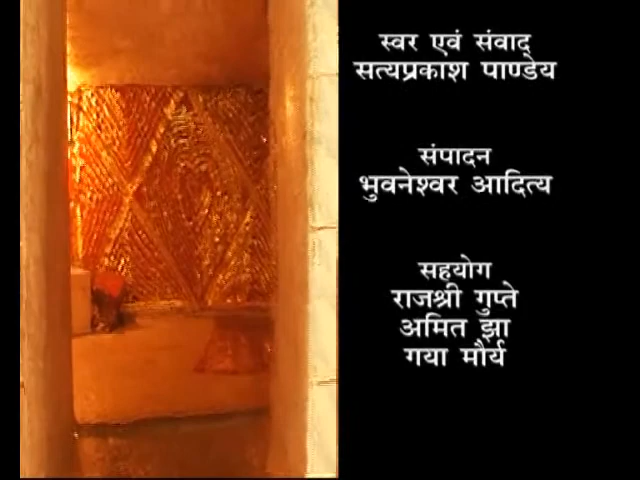 स्वर एवं संवाद
सत्यप्रकाश पाण्डेय
संपादन
भुवनेश्वर आदित्य
सहयोग
राजश्री गुप्ते
अमित झा
गया मौर्य